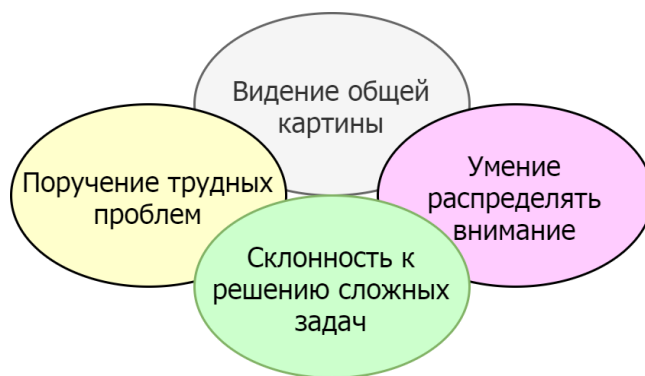 Видение общей
картины
Поручение трудных
проблем
Умение
распределять
внимание
Склонность к
решению сложных
задач